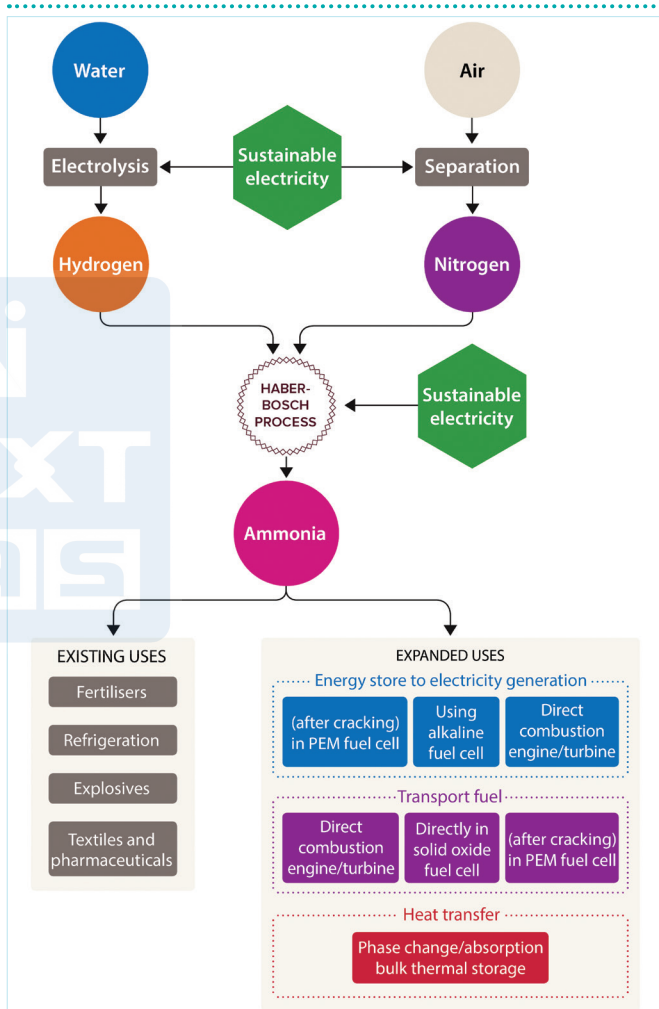 Water
Air
Sustainable
electricity
Electrolysis
Separation
Hydrogen
Nitrogen
HABER-
BOSCH
PROCESS
Sustainable
electricity
Ammonia
EXISTING USES
Fertilisers
Refrigeration
Explosives
Textiles and
pharmaceuticals
EXPANDED USES
Energy store to electricity generation
(after cracking)
in PEM fuel cell
Using
alkaline
fuel cell
Direct
combustion
engine/turbine
Transport fuel
Direct
combustion
engine/turbine
Directly in
solid oxide
fuel cell
(after cracking)
in PEM fuel cell
Heat transfer
Phase change/absorption
bulk thermal storage